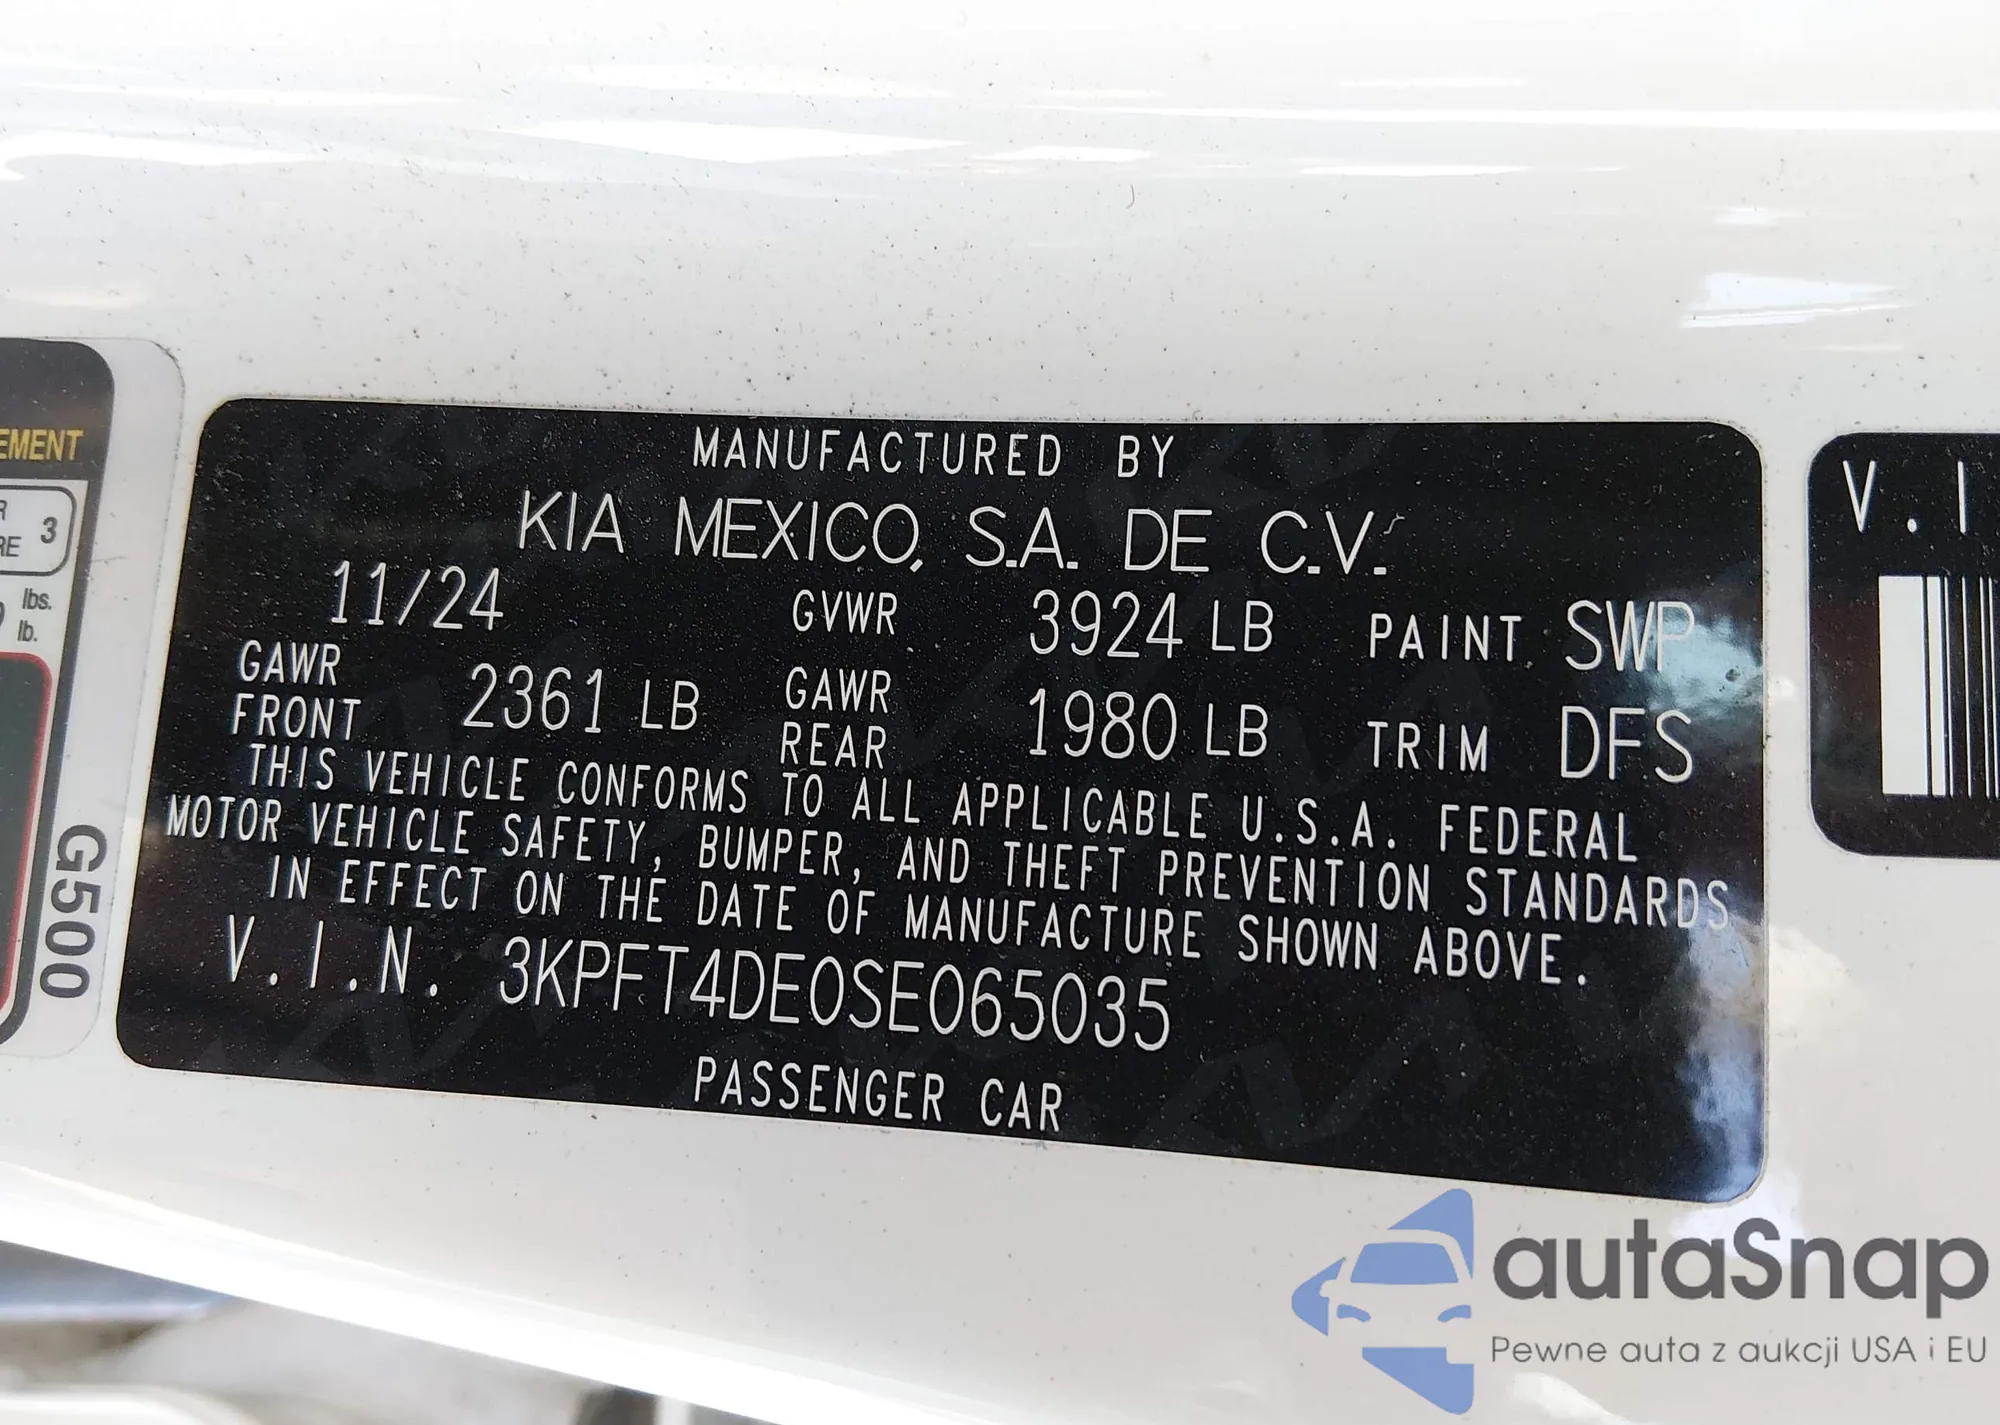 MANUFACTURED BY
KIA MEXICO, S.A. DE C.V.
11/24 GVWR 3924 LB PAINT SWP
GAWR FRONT 2361 LB GAWR REAR 1980 LB TRIM DFS
THIS VEHICLE CONFORMS TO ALL APPLICABLE U.S.A. FEDERAL
MOTOR VEHICLE SAFETY, BUMPER, AND THEFT PREVENTION STANDARDS
IN EFFECT ON THE DATE OF MANUFACTURE SHOWN ABOVE.
V.I.N. 3KPFT4DE0SE065035
PASSENGER CAR
EMENT
3
lbs.
lb.
G500
V.I
autaSnap
Pewne auta z aukcji USA i EU